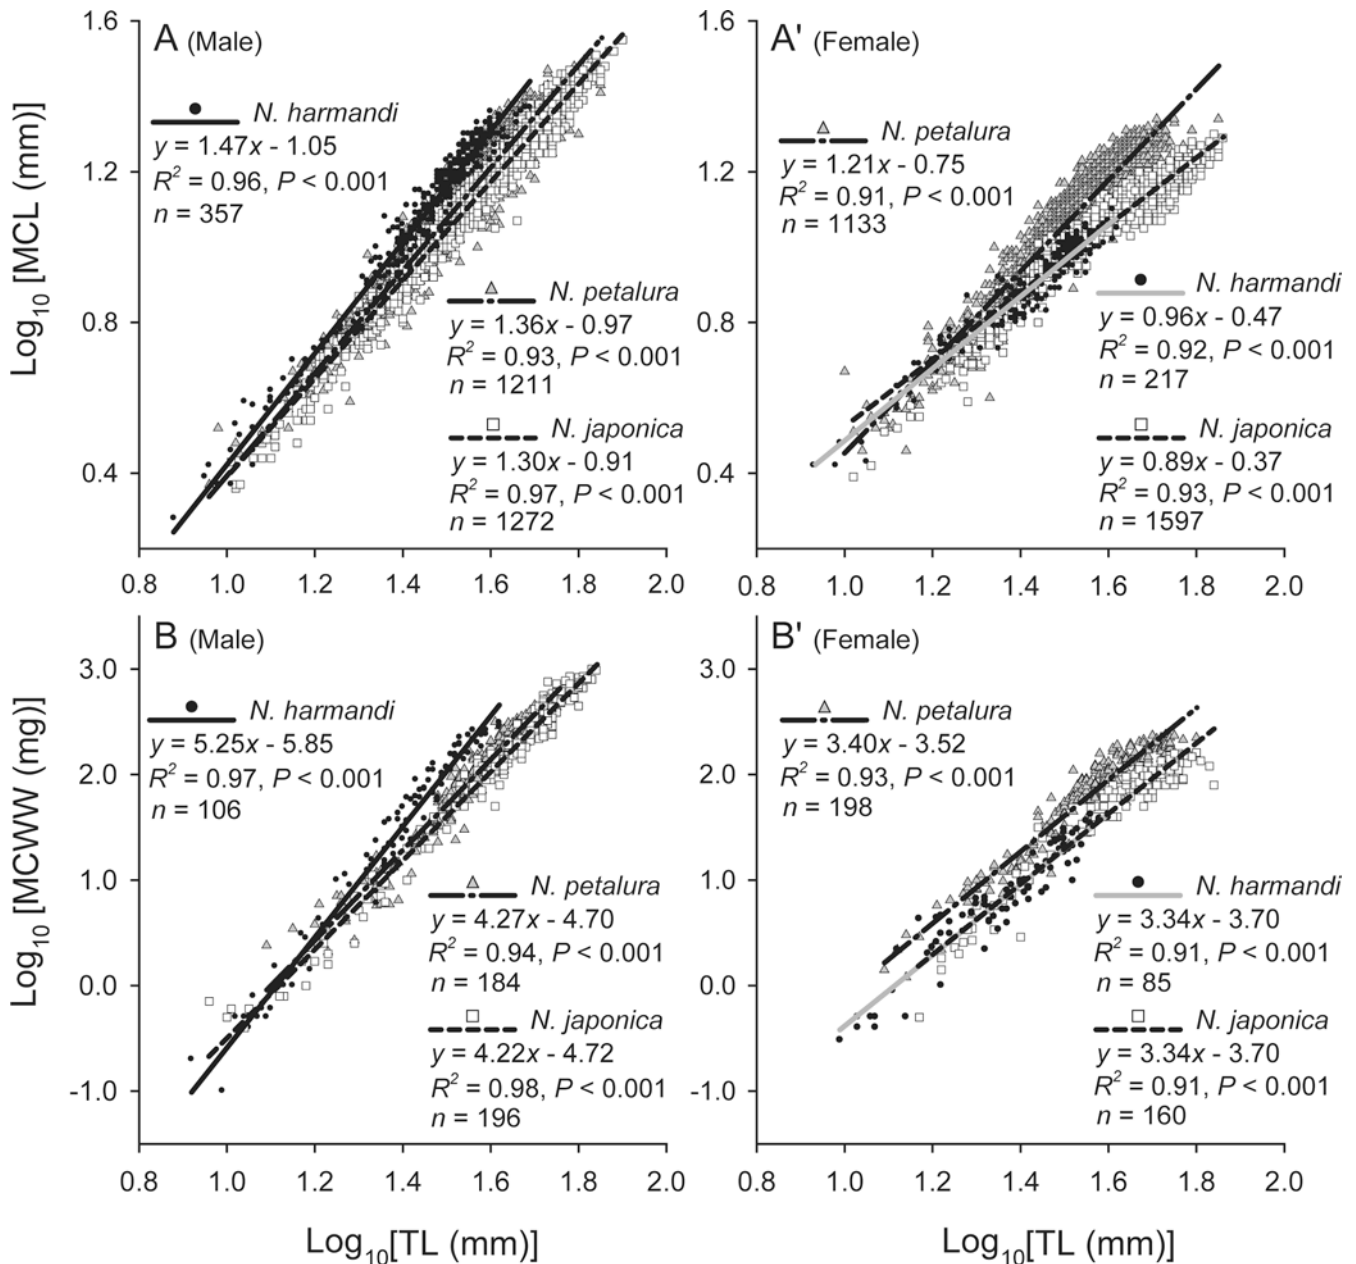 A (Male)
Log10 [MCL (mm)]
1.6
1.2
0.8
0.4
N. harmandi
y = 1.47x - 1.05
R² = 0.96, P < 0.001
n = 357
N. petalura
y = 1.36x - 0.97
R² = 0.93, P < 0.001
n = 1211
N. japonica
y = 1.30x - 0.91
R² = 0.97, P < 0.001
n = 1272
0.8 1.0 1.2 1.4 1.6 1.8 2.0
A' (Female)
1.6
1.2
0.8
0.4
N. petalura
y = 1.21x - 0.75
R² = 0.91, P < 0.001
n = 1133
N. harmandi
y = 0.96x - 0.47
R² = 0.92, P < 0.001
n = 217
N. japonica
y = 0.89x - 0.37
R² = 0.93, P < 0.001
n = 1597
0.8 1.0 1.2 1.4 1.6 1.8 2.0
B (Male)
Log10 [MCWW (mg)]
3.0
2.0
1.0
0.0
-1.0
N. harmandi
y = 5.25x - 5.85
R² = 0.97, P < 0.001
n = 106
N. petalura
y = 4.27x - 4.70
R² = 0.94, P < 0.001
n = 184
N. japonica
y = 4.22x - 4.72
R² = 0.98, P < 0.001
n = 196
0.8 1.0 1.2 1.4 1.6 1.8 2.0
Log10[TL (mm)]
B' (Female)
3.0
2.0
1.0
0.0
-1.0
N. petalura
y = 3.40x - 3.52
R² = 0.93, P < 0.001
n = 198
N. harmandi
y = 3.34x - 3.70
R² = 0.91, P < 0.001
n = 85
N. japonica
y = 3.34x - 3.70
R² = 0.91, P < 0.001
n = 160
0.8 1.0 1.2 1.4 1.6 1.8 2.0
Log10[TL (mm)]